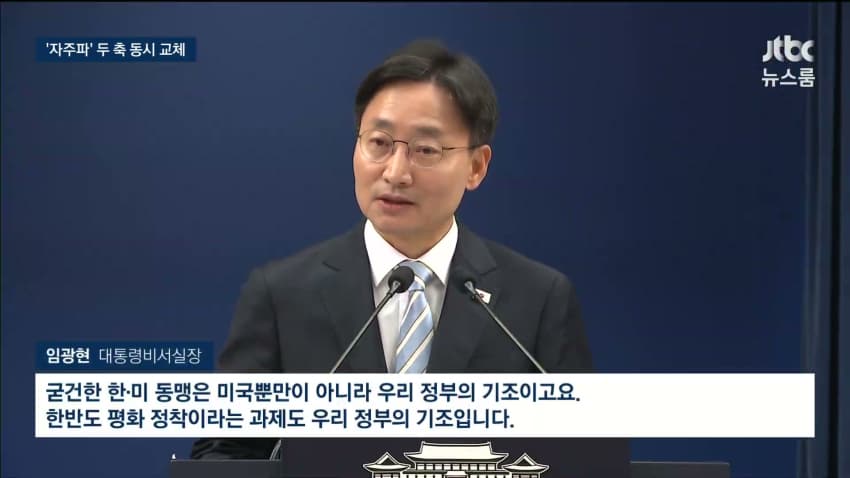 '자주파' 두 축 동시 교체
jtbc
뉴스룸
임광현 대통령비서실장
굳건한 한·미 동맹은 미국뿐만이 아니라 우리 정부의 기조이고요.
한반도 평화 정착이라는 과제도 우리 정부의 기조입니다.